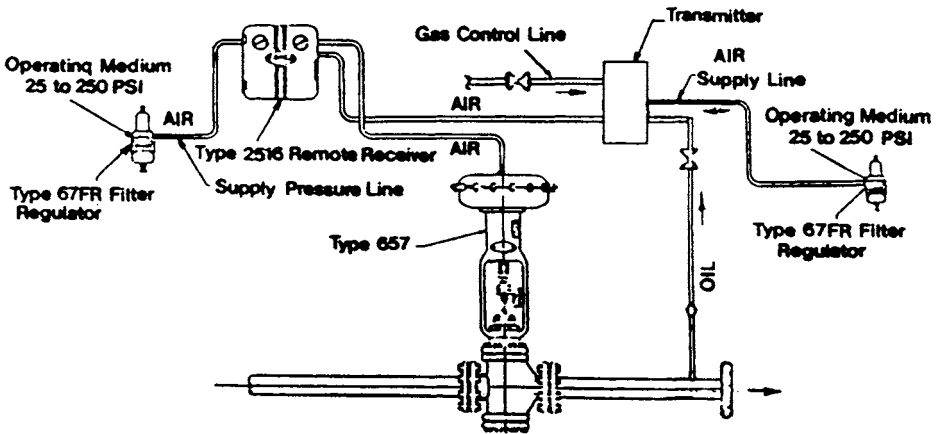 Transmitter
Gas Control Line
AIR
Supply Line
Operatinq Medium
25 to 250 PSI
AIR
AIR
Operating Medium
25 to 250 PSI
Type 2516 Remote Receiver
AIR
Type 67FR Filter
Regulator
Supply Pressure Line
Type 67FR Filter
Regulator
Type 657
OIL